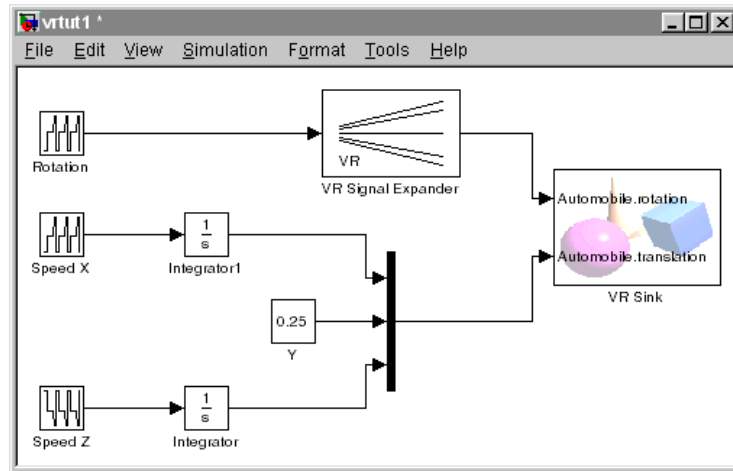 vrtut1 *
File Edit View Simulation Format Tools Help
Rotation
VR
VR Signal Expander
Automobile.rotation
Automobile.translation
VR Sink
Speed X
1
s
Integrator1
0.25
Y
Speed Z
1
s
Integrator